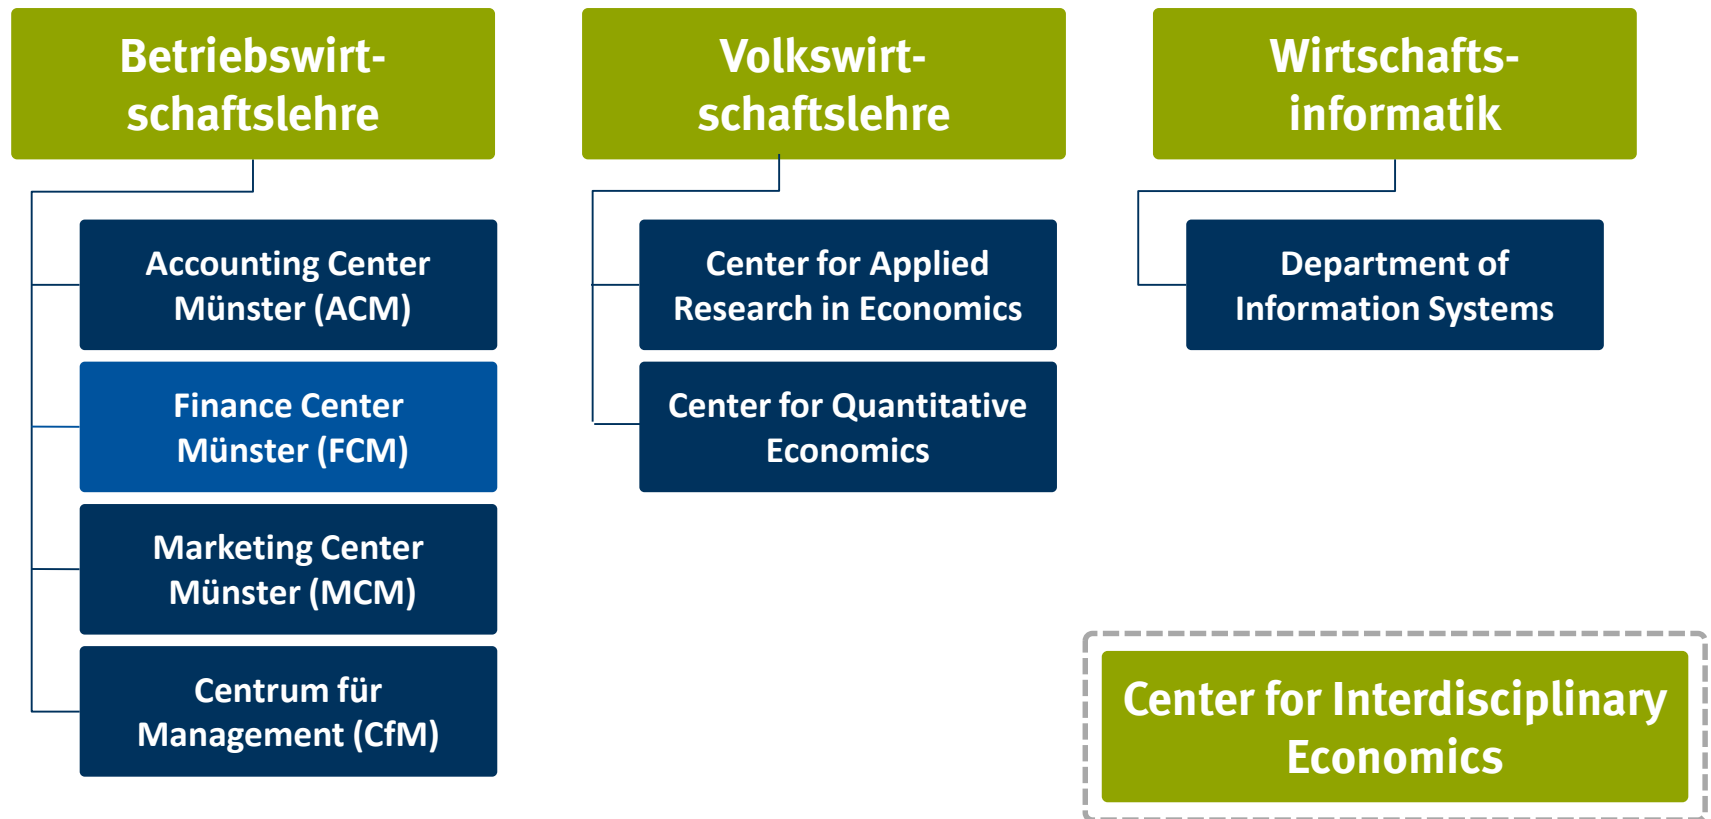 Betriebswirt-
schaftslehre
Accounting Center
Münster (ACM)
Finance Center
Münster (FCM)
Marketing Center
Münster (MCM)
Centrum für
Management (CfM)
Volkswirt-
schaftslehre
Center for Applied
Research in Economics
Center for Quantitative
Economics
Wirtschafts-
informatik
Department of
Information Systems
Center for Interdisciplinary
Economics